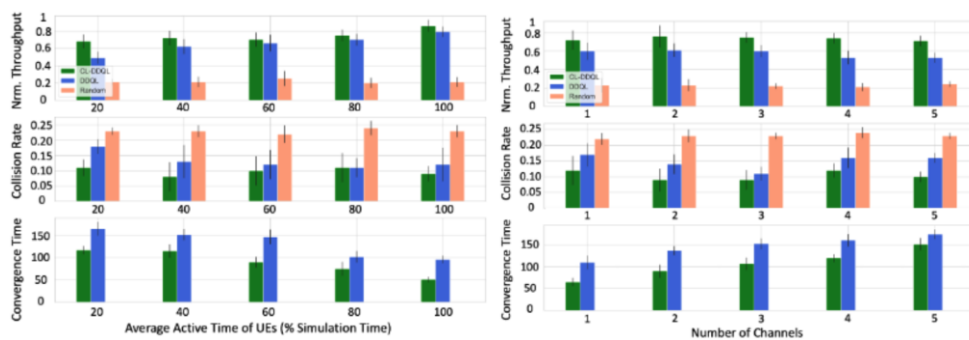 Nrm. Throughput
1
0.8
0.6
0.4
0.2
0
CL-DDQL
DDQL
Random
20 40 60 80 100
Collision Rate
0.25
0.20
0.15
0.10
0.05
20 40 60 80 100
Convergence Time
150
100
50
0
20 40 60 80 100
Average Active Time of UEs (% Simulation Time)
Nrm. Throughput
1
0.8
0.6
0.4
0.2
0
CL-DDQL
DDQL
Random
1 2 3 4 5
Collision Rate
0.25
0.20
0.15
0.10
0.05
1 2 3 4 5
Convergence Time
150
100
50
0
1 2 3 4 5
Number of Channels